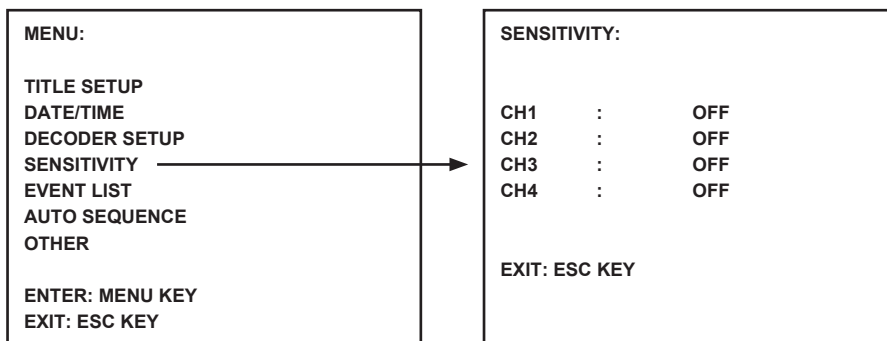 MENU:
TITLE SETUP
DATE/TIME
DECODER SETUP
SENSITIVITY
EVENT LIST
AUTO SEQUENCE
OTHER
ENTER: MENU KEY
EXIT: ESC KEY
SENSITIVITY:
CH1 : OFF
CH2 : OFF
CH3 : OFF
CH4 : OFF
EXIT: ESC KEY